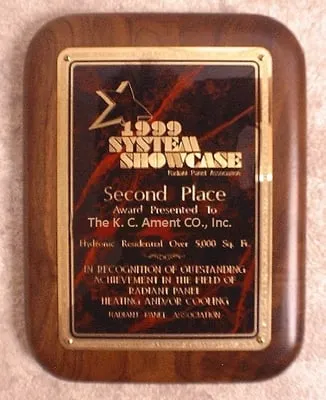 1999
SYSTEM
SHOWCASE
Radiant Panel Association
Second Place
Award Presented To
The K. C. Ament CO., Inc.
Hydronic Residential Over 5,000 Sq. Ft.
IN RECOGNITION OF OUTSTANDING
ACHIEVEMENT IN THE FIELD OF
RADIANT PANEL
HEATING AND/OR COOLING
RADIANT PANEL ASSOCIATION